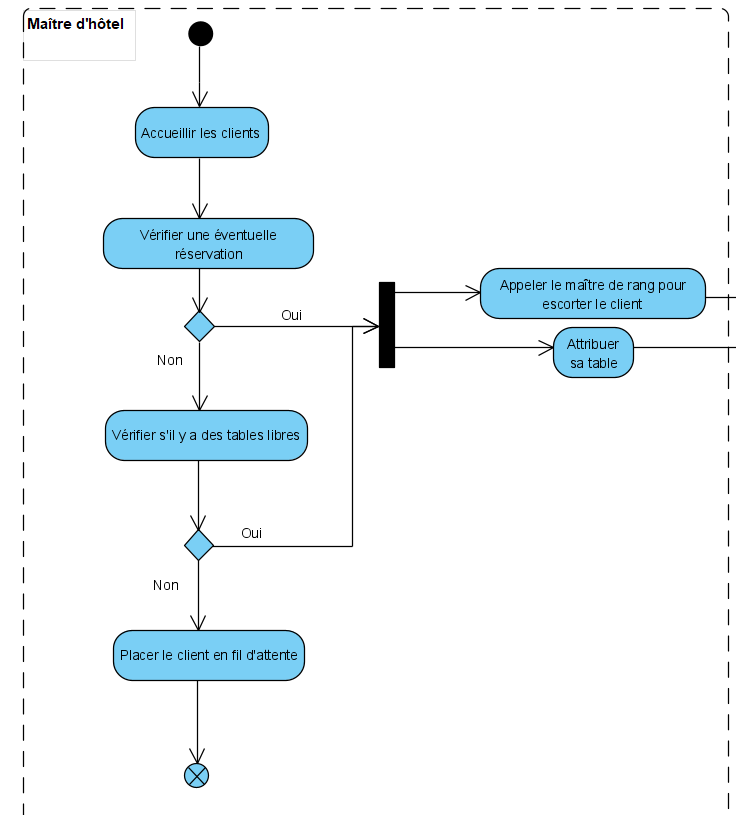 Maître d'hôtel
Accueillir les clients
Vérifier une éventuelle
réservation
Oui
Appeler le maître de rang pour
escorter le client
Attribuer
sa table
Non
Vérifier s'il y a des tables libres
Oui
Non
Placer le client en fil d'attente